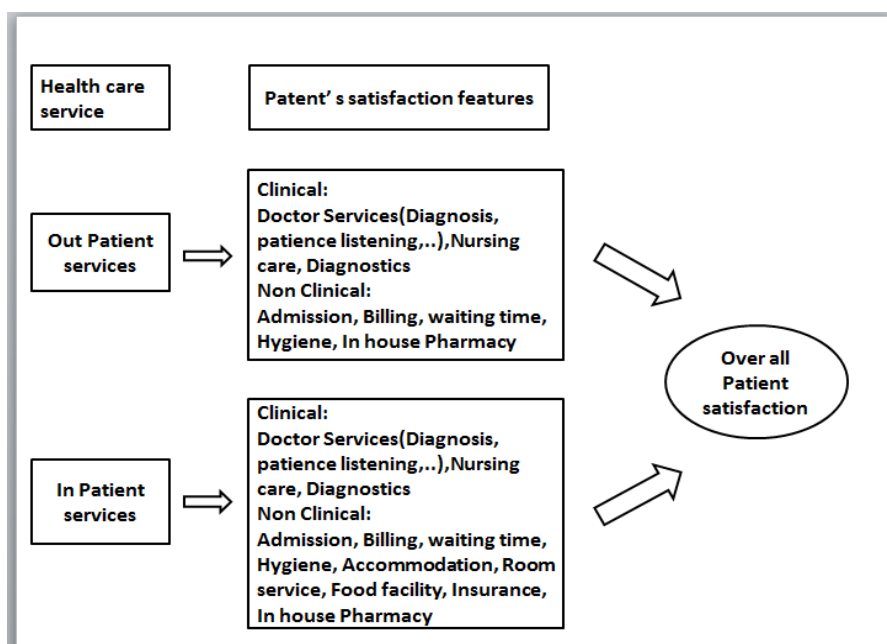 Health care
service
Patent' s satisfaction features
Out Patient
services
Clinical:
Doctor Services(Diagnosis,
patience listening,..),Nursing
care, Diagnostics
Non Clinical:
Admission, Billing, waiting time,
Hygiene, In house Pharmacy
In Patient
services
Clinical:
Doctor Services(Diagnosis,
patience listening,..),Nursing
care, Diagnostics
Non Clinical:
Admission, Billing, waiting time,
Hygiene, Accommodation, Room
service, Food facility, Insurance,
In house Pharmacy
Over all
Patient
satisfaction